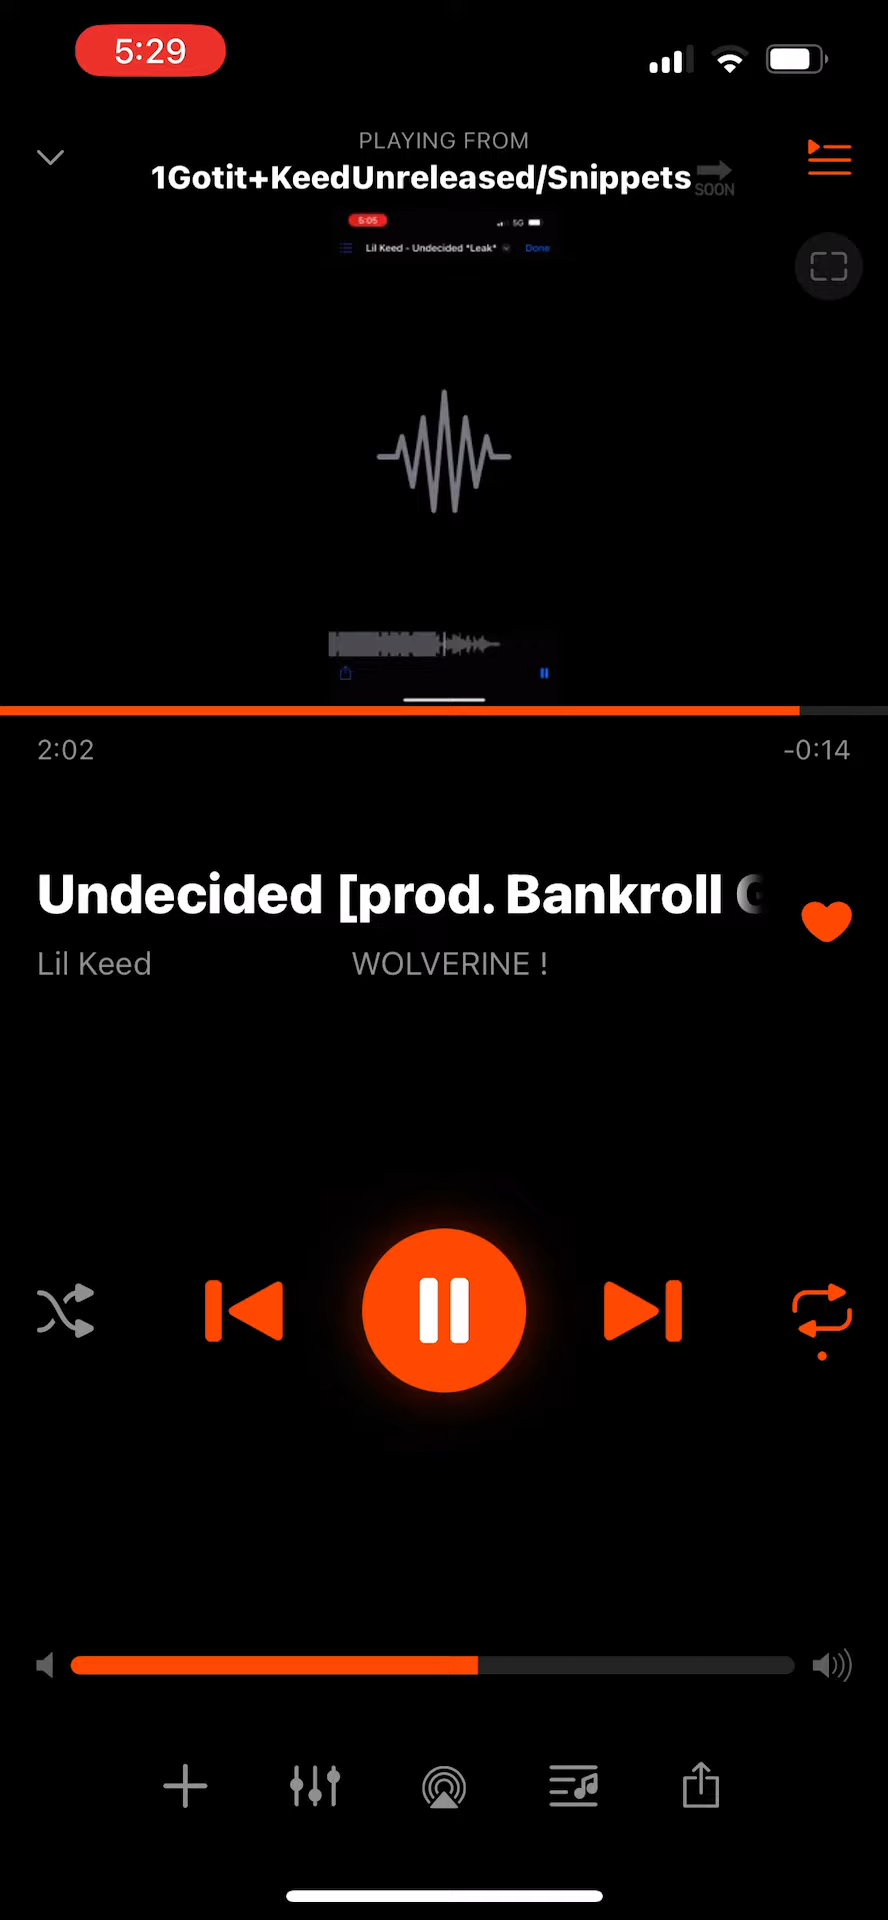 5:29
PLAYING FROM
1Gotit+KeedUnreleased/Snippets
SOON
5:05
5G
Lil Keed - Undecided *Leak*
Done
2:02
-0:14
Undecided [prod. Bankroll G
Lil Keed WOLVERINE !